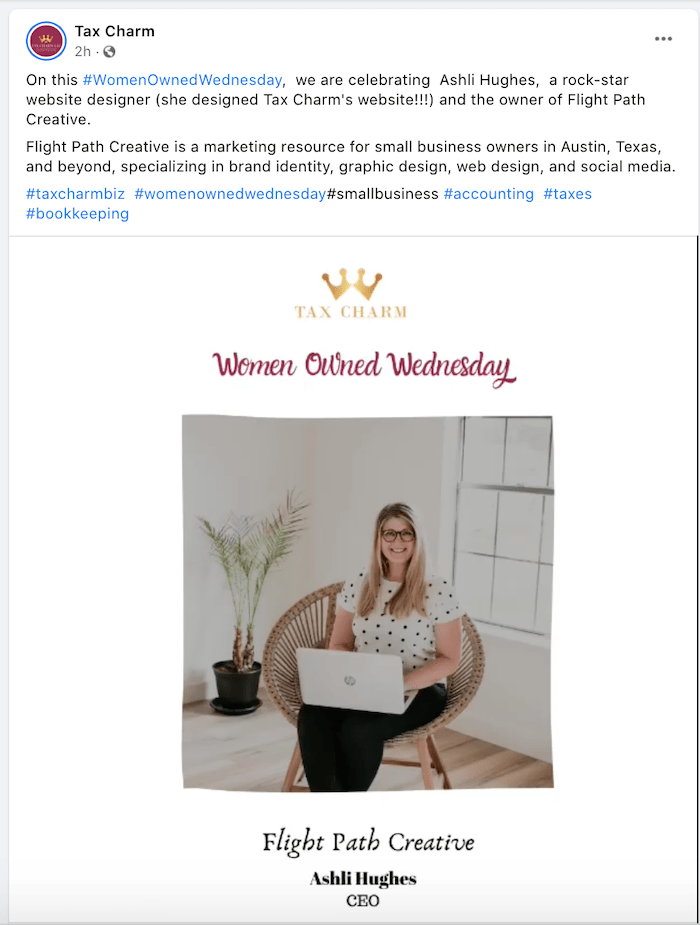 Tax Charm
2h ·
On this #WomenOwnedWednesday, we are celebrating Ashli Hughes, a rock-star
website designer (she designed Tax Charm's website!!!) and the owner of Flight Path
Creative.
Flight Path Creative is a marketing resource for small business owners in Austin, Texas,
and beyond, specializing in brand identity, graphic design, web design, and social media.
#taxcharmbiz #womenownedwednesday#smallbusiness #accounting #taxes
#bookkeeping
TAX CHARM
Women Owned Wednesday
hp
Flight Path Creative
Ashli Hughes
CEO